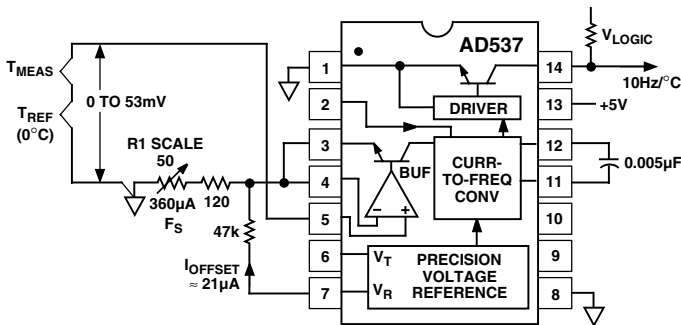 AD537
T_MEAS
T_REF
(0°C)
0 TO 53mV
R1 SCALE
50
360µA
F_S
120
47k
I_OFFSET
≈ 21µA
1
2
3
4
5
6
7
14
13
12
11
10
9
8
DRIVER
BUF
CURR-
TO-FREQ
CONV
– +
V_T
V_R
PRECISION
VOLTAGE
REFERENCE
V_LOGIC
10Hz/°C
+5V
0.005µF